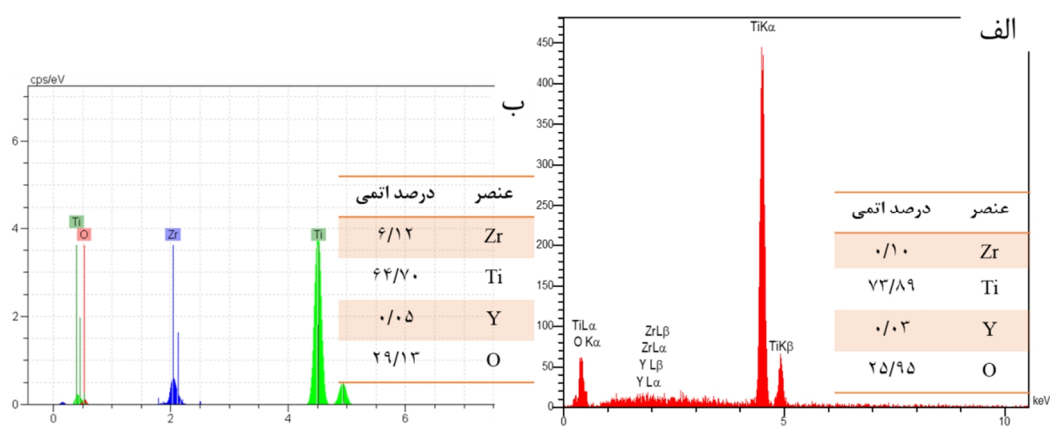 الف
TiKα
450
400
350
300
250
200
150
100
50
0
TiLα
O Kα
ZrLβ
ZrLα
Y Lβ
Y Lα
TiKβ
0
5
10
keV
عنصر درصد اتمی
Zr ۰/۱۰
Ti ۷۳/۸۹
Y ۰/۰۳
O ۲۵/۹۵
ب
cps/eV
6
4
2
0
Ti
O
Zr
Ti
0
2
4
6
عنصر درصد اتمی
Zr ۶/۱۲
Ti ۶۴/۷۰
Y ۰/۰۵
O ۲۹/۱۳